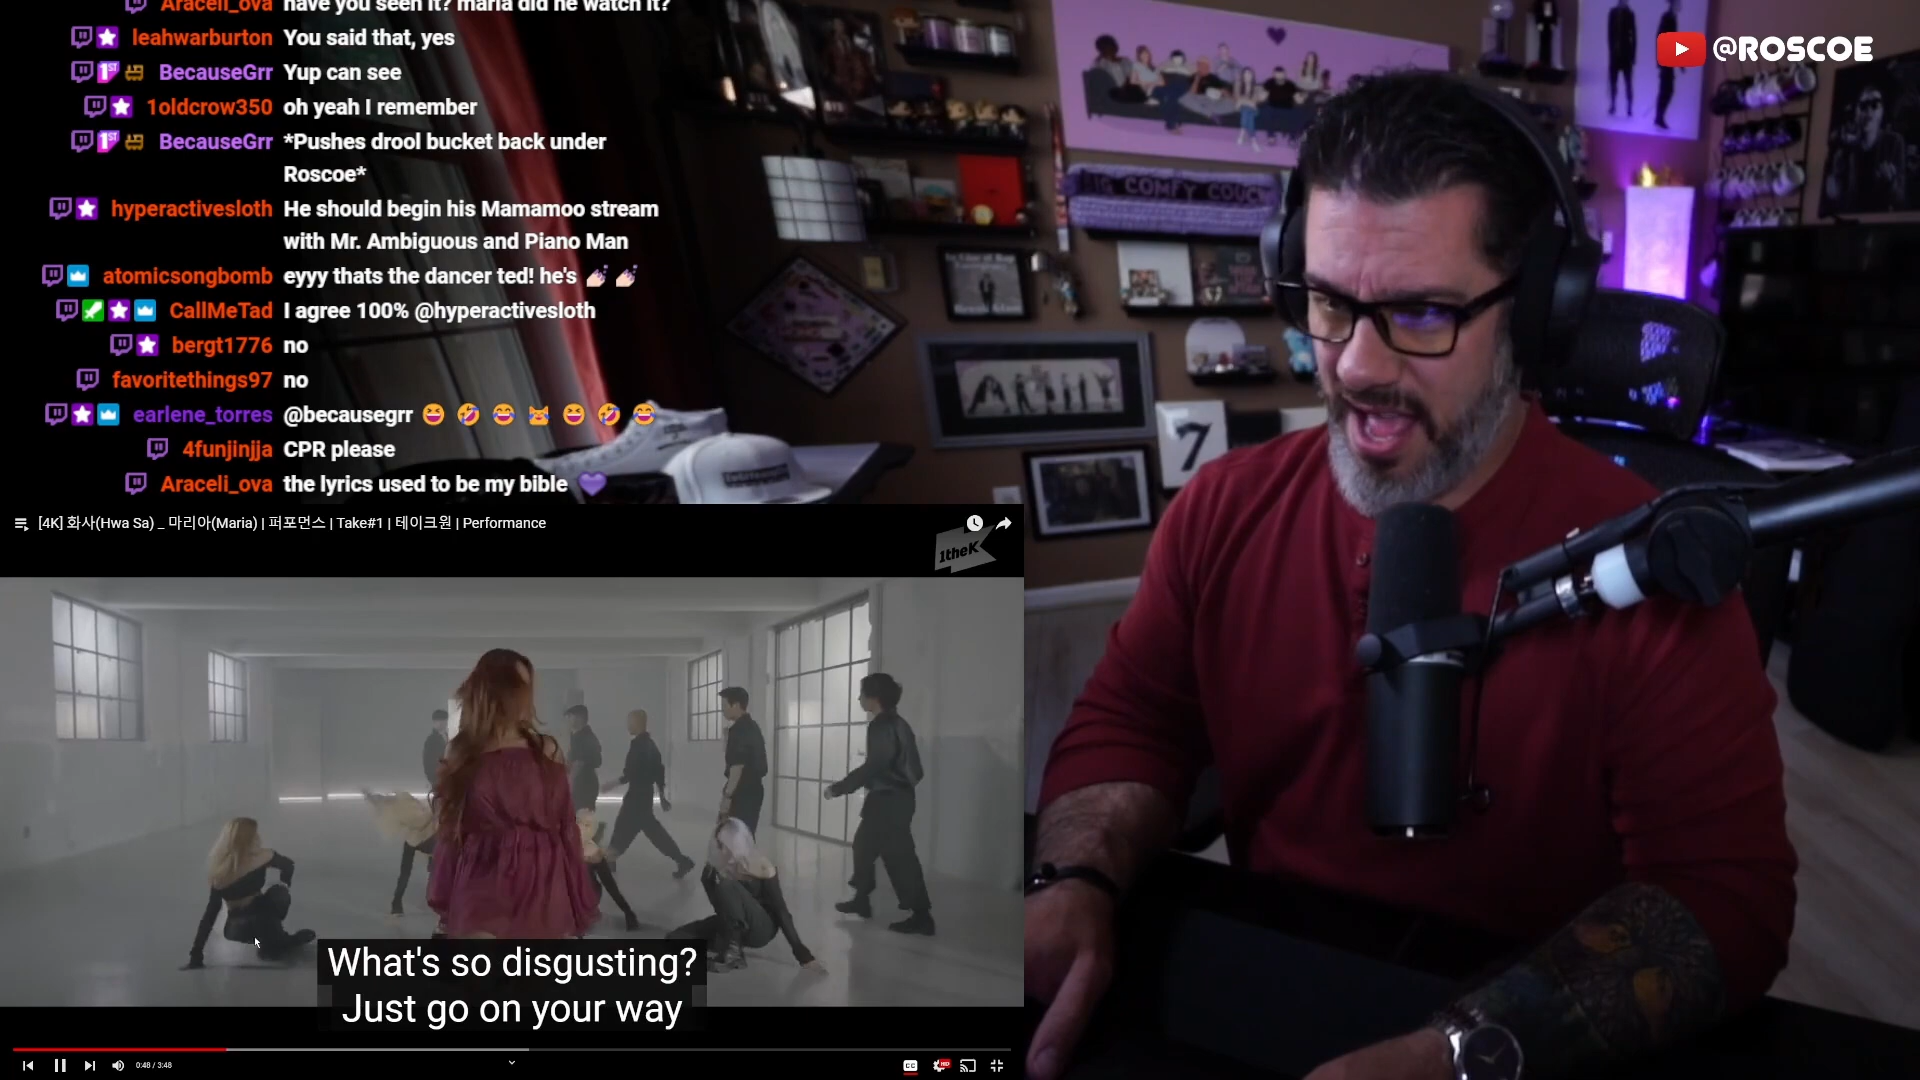 Araceli_ova have you seen it? maria did he watch it?
leahwarburton You said that, yes
BecauseGrr Yup can see
1oldcrow350 oh yeah I remember
BecauseGrr *Pushes drool bucket back under
Roscoe*
hyperactivesloth He should begin his Mamamoo stream
with Mr. Ambiguous and Piano Man
atomicsongbomb eyyy thats the dancer ted! he's 💅🏻 💅🏻
CallMeTad I agree 100% @hyperactivesloth
bergt1776 no
favoritethings97 no
earlene_torres @becausegrr 😆 🤣 😂 😹 😆 🤣 😂
4funjinjja CPR please
Araceli_ova the lyrics used to be my bible 💜
@ROSCOE
COMFY COUCH
7
[4K] 화사(Hwa Sa) _ 마리아(Maria) | 퍼포먼스 | Take#1 | 테이크원 | Performance
1theK
What's so disgusting?
Just go on your way
0:48 / 3:48
CC
HD